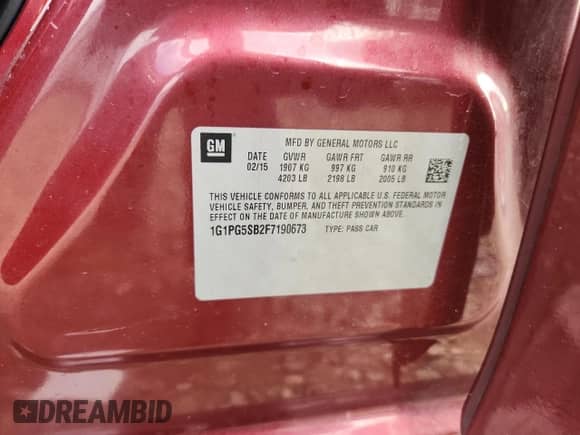 GM
MFD BY GENERAL MOTORS LLC
DATE GVWR GAWR FRT GAWR RR
02/15 1907 KG 997 KG 910 KG
4203 LB 2198 LB 2005 LB
THIS VEHICLE CONFORMS TO ALL APPLICABLE U.S. FEDERAL MOTOR
VEHICLE SAFETY, BUMPER, AND THEFT PREVENTION STANDARDS IN
EFFECT ON THE DATE OF MANUFACTURE SHOWN ABOVE.
1G1PG5SB2F7190673 TYPE: PASS CAR
DREAMBID